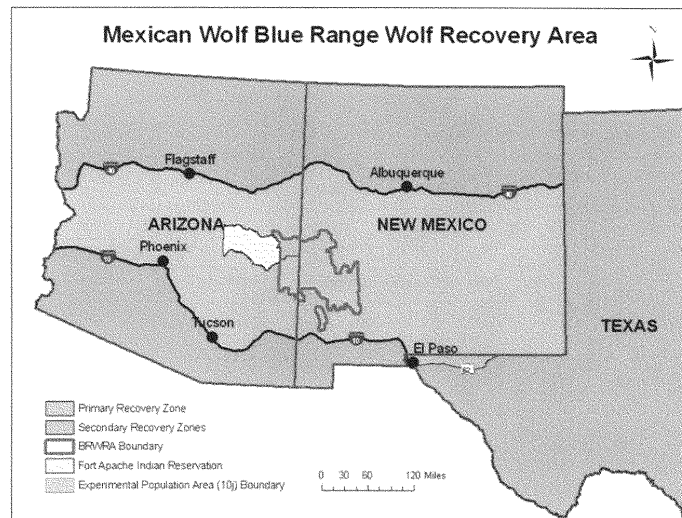 Mexican Wolf Blue Range Wolf Recovery Area
N
Flagstaff
Albuquerque
ARIZONA
NEW MEXICO
Phoenix
Tucson
TEXAS
El Paso
Primary Recovery Zone
Secondary Recovery Zones
BRWRA Boundary
Fort Apache Indian Reservation
Experimental Population Area (10j) Boundary
0 30 60 120 Miles